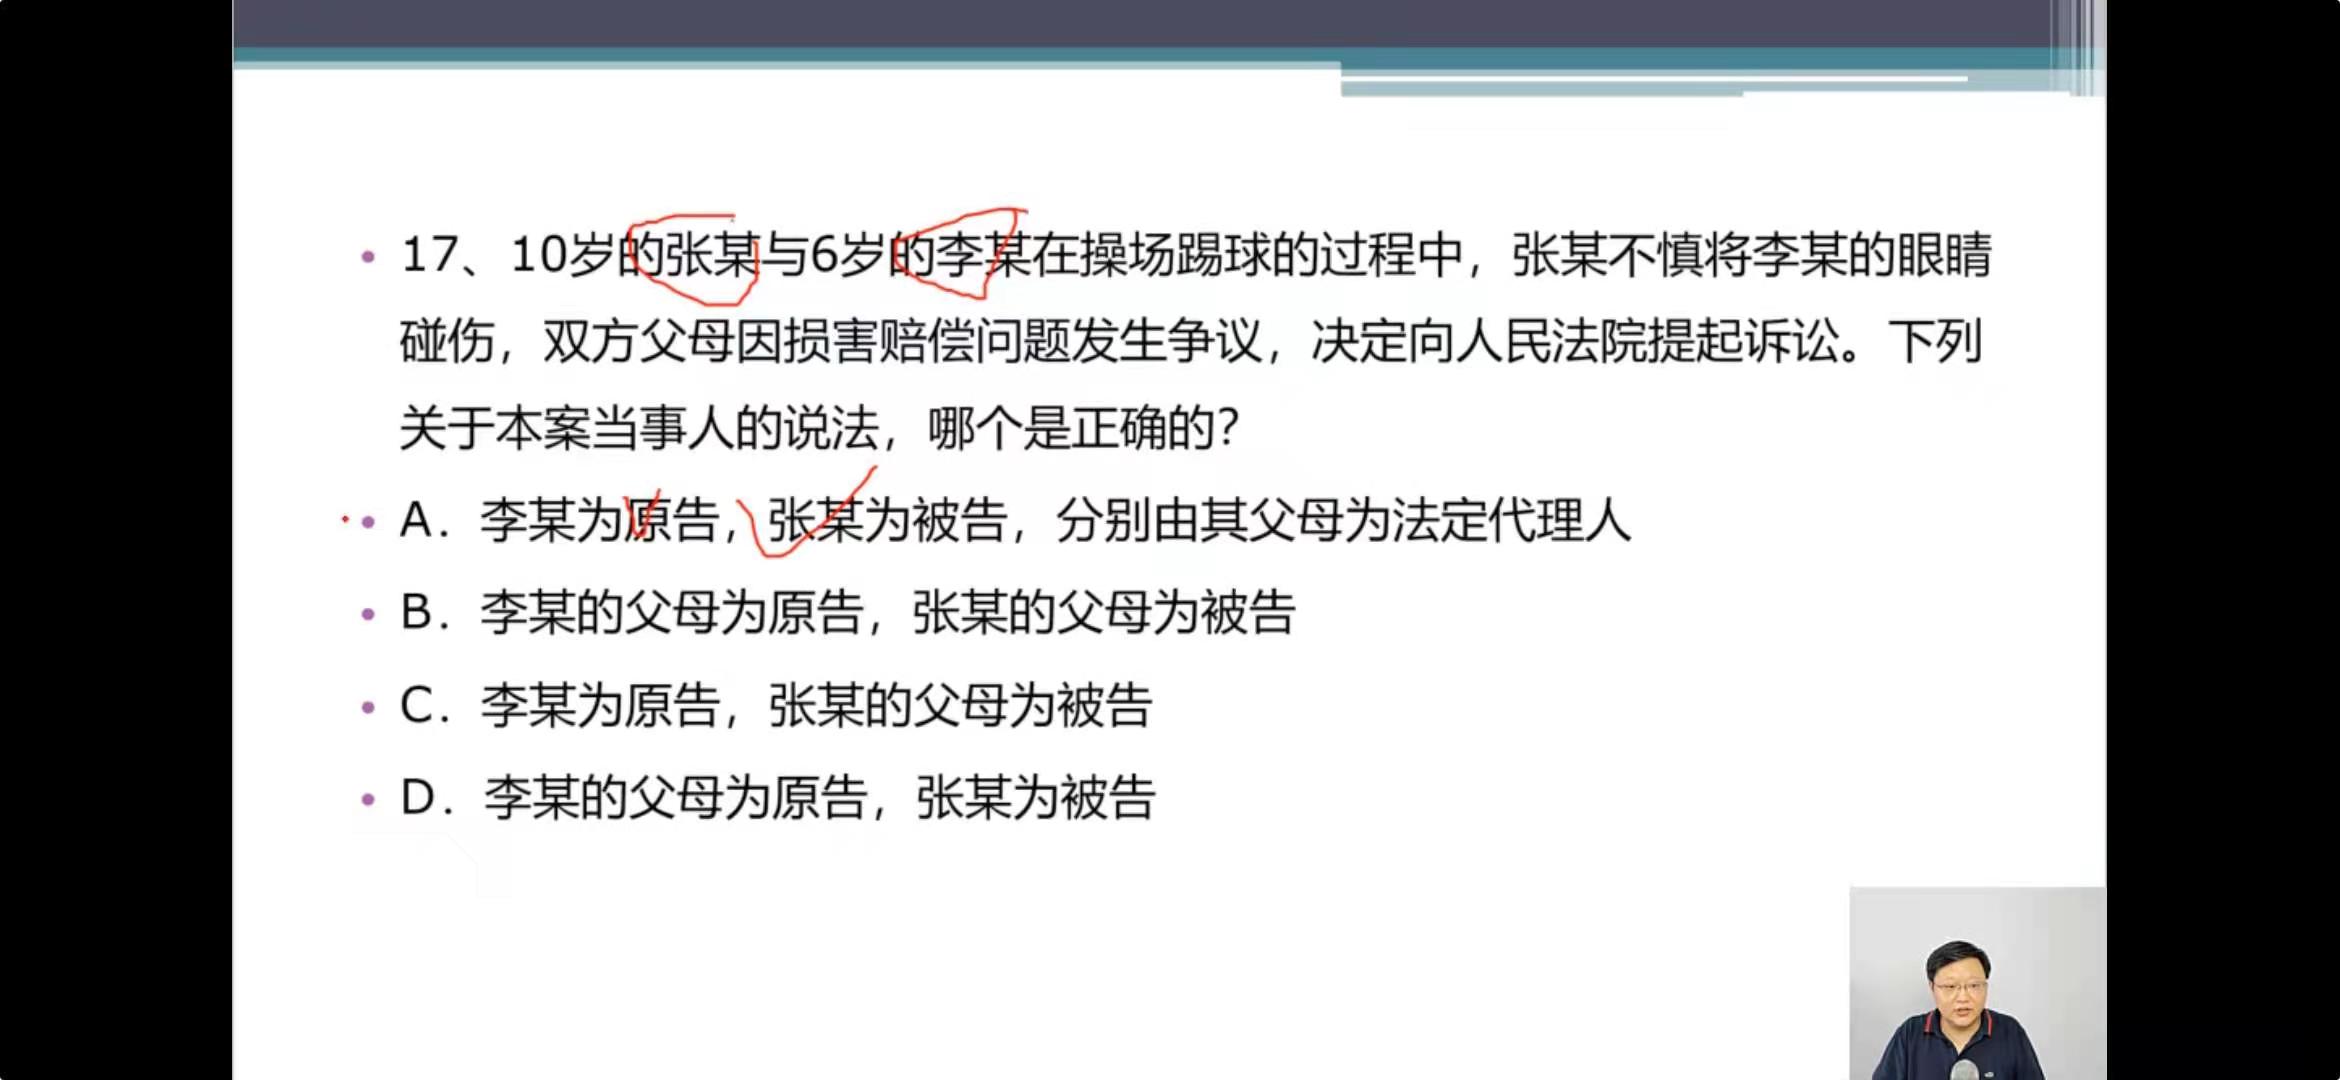 17、10岁的张某与6岁的李某在操场踢球的过程中，张某不慎将李某的眼睛
碰伤，双方父母因损害赔偿问题发生争议，决定向人民法院提起诉讼。下列
关于本案当事人的说法，哪个是正确的？
A．李某为原告，张某为被告，分别由其父母为法定代理人
B．李某的父母为原告，张某的父母为被告
C．李某为原告，张某的父母为被告
D．李某的父母为原告，张某为被告